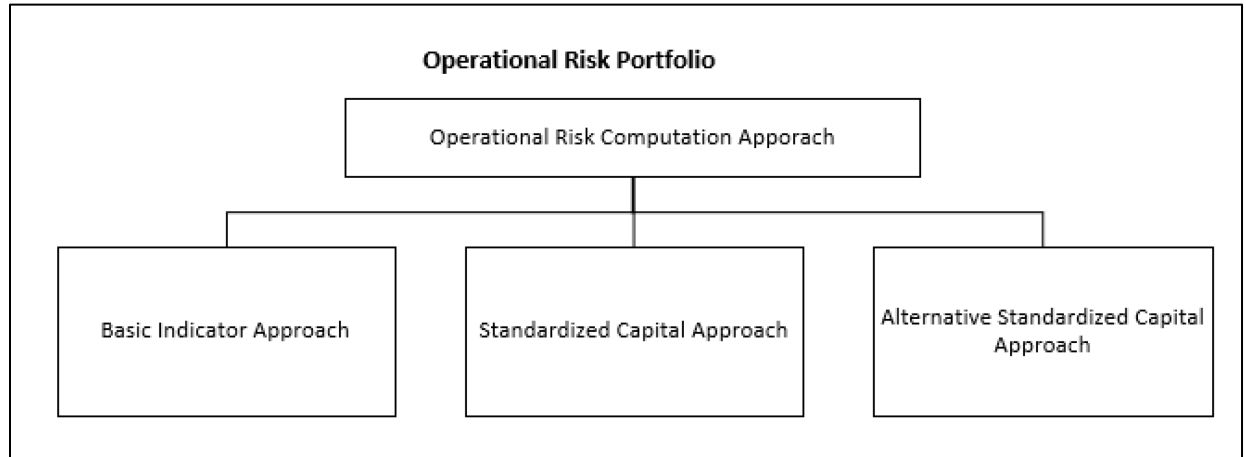 Operational Risk Portfolio
Operational Risk Computation Apporach
Basic Indicator Approach
Standardized Capital Approach
Alternative Standardized Capital
Approach